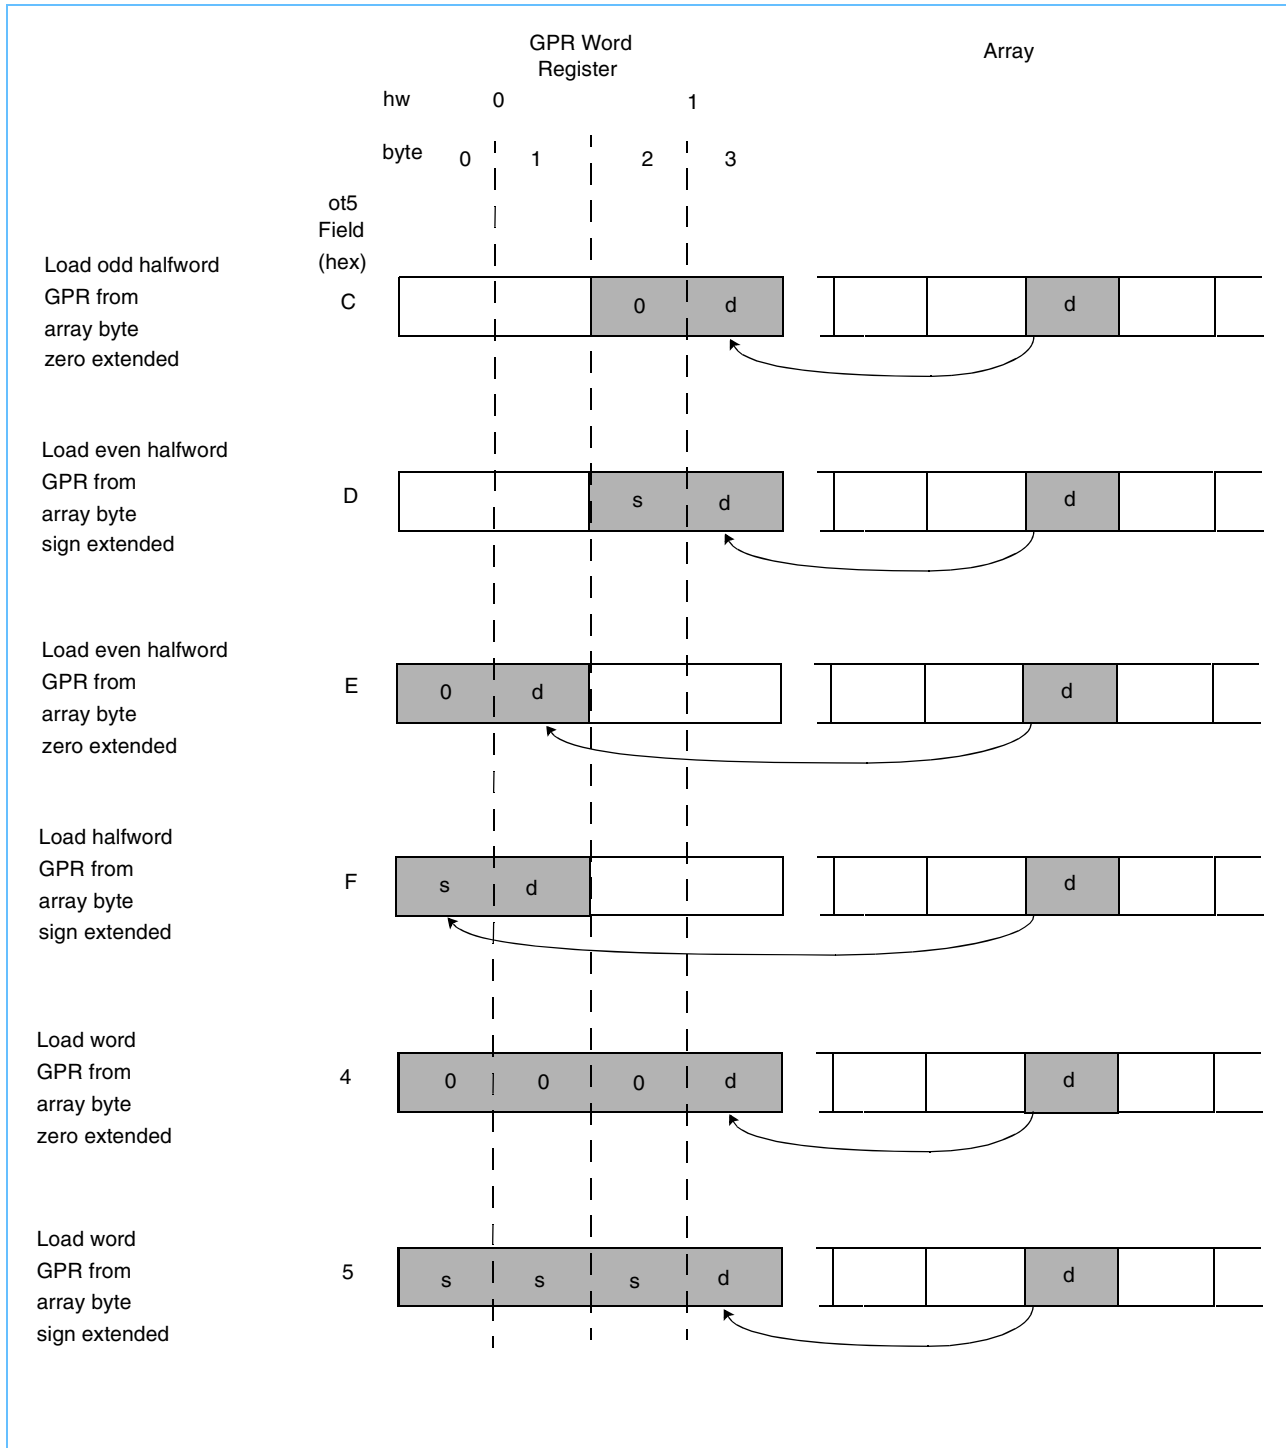 GPR Word
Register
Array
hw 0 1
byte 0 1 2 3
ot5
Field
(hex)
Load odd halfword
GPR from
array byte
zero extended
C
0 d
d
Load even halfword
GPR from
array byte
sign extended
D
s d
d
Load even halfword
GPR from
array byte
zero extended
E
0 d
d
Load halfword
GPR from
array byte
sign extended
F
s d
d
Load word
GPR from
array byte
zero extended
4
0 0 0 d
d
Load word
GPR from
array byte
sign extended
5
s s s d
d